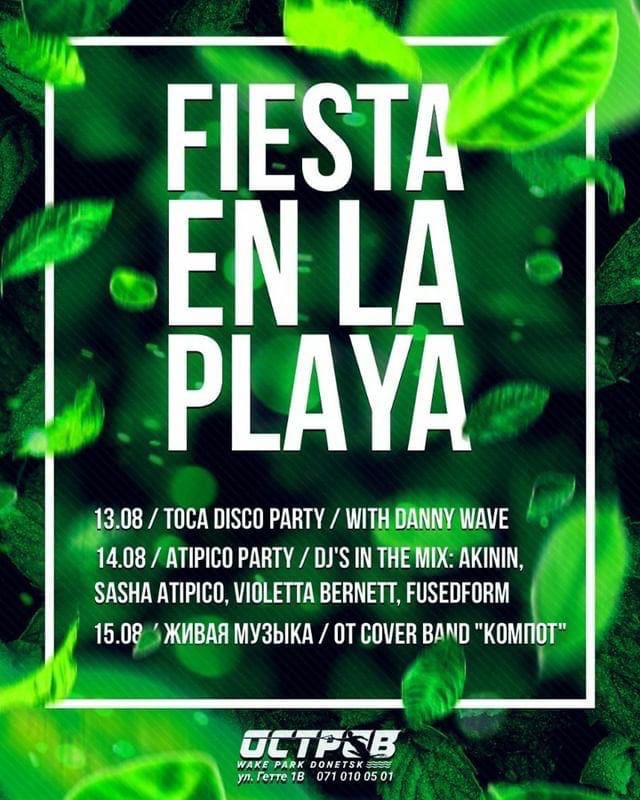 FIESTA
EN LA
PLAYA
13.08 / TOCA DISCO PARTY / WITH DANNY WAVE
14.08 / ATIPICO PARTY / DJ'S IN THE MIX: AKININ,
SASHA ATIPICO, VIOLETTA BERNETT, FUSEDFORM
15.08 / ЖИВАЯ МУЗЫКА / ОТ COVER BAND "КОМПОТ"
ОСТРОВ
WAKE PARK DONETSK
ул. Гетте 1В 071 010 05 01